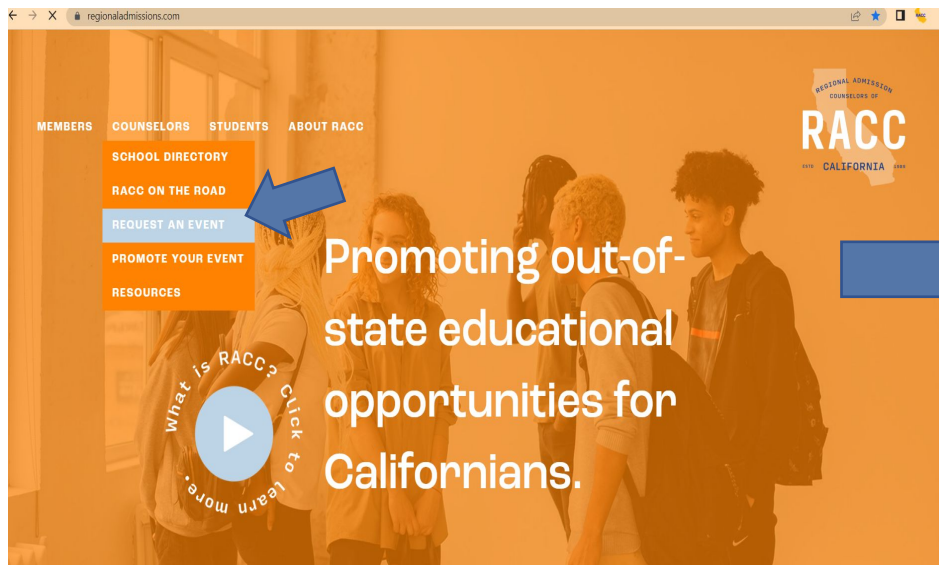 regionaladmissions.com
RACC
REGIONAL ADMISSION
COUNSELORS OF
RACC
CALIFORNIA
MEMBERS COUNSELORS STUDENTS ABOUT RACC
SCHOOL DIRECTORY
RACC ON THE ROAD
REQUEST AN EVENT
PROMOTE YOUR EVENT
RESOURCES
Promoting out-of-
state educational
opportunities for
Californians.
What is RACC? Click to learn more.